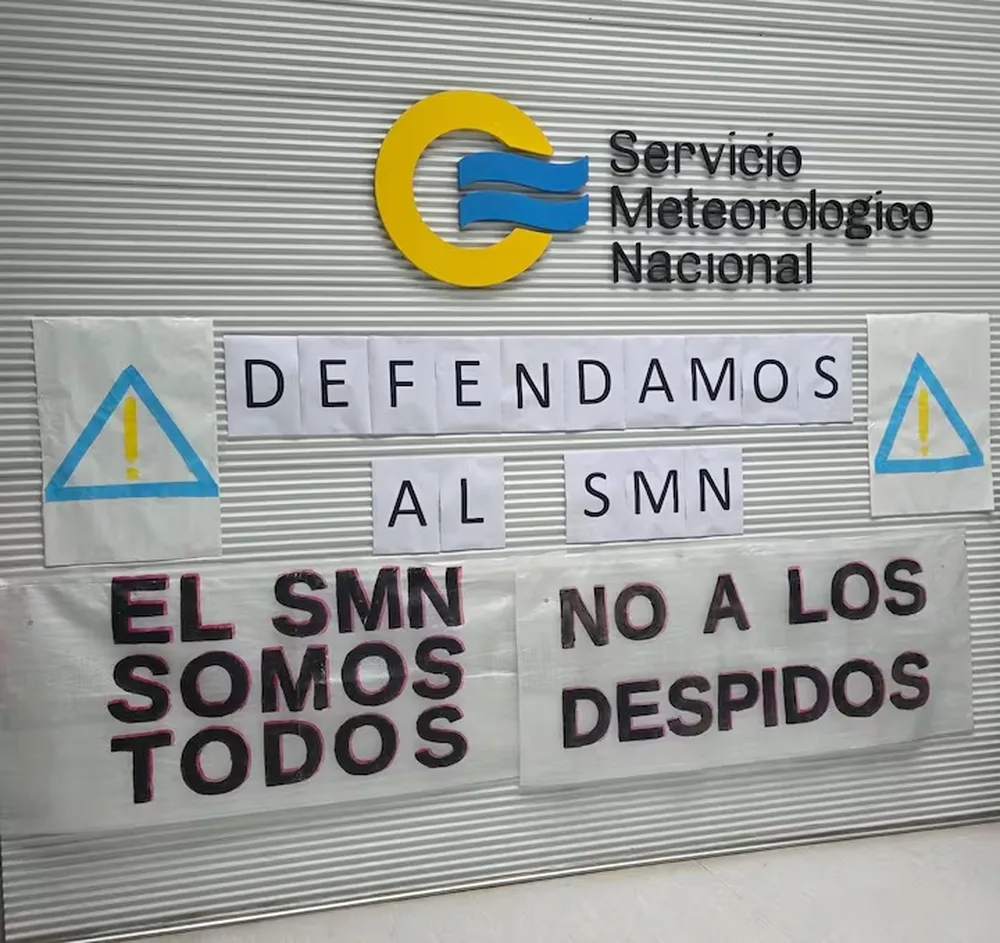 Servicio
Meteorologico
Nacional
! DEFENDAMOS !
AL SMN
EL SMN
SOMOS
TODOS
NO A LOS
DESPIDOS